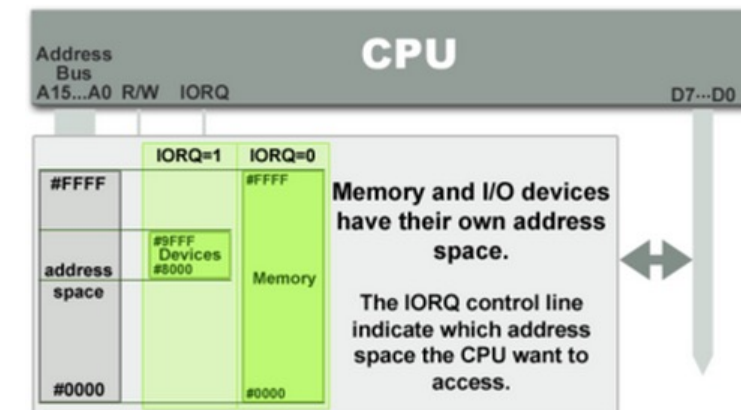 CPU
Address
Bus
A15...A0 R/W IORQ
D7...D0
IORQ=1 IORQ=0
#FFFF
#FFFF
#9FFF
Devices
#8000
address
space
Memory
#0000
#0000
Memory and I/O devices
have their own address
space.
The IORQ control line
indicate which address
space the CPU want to
access.